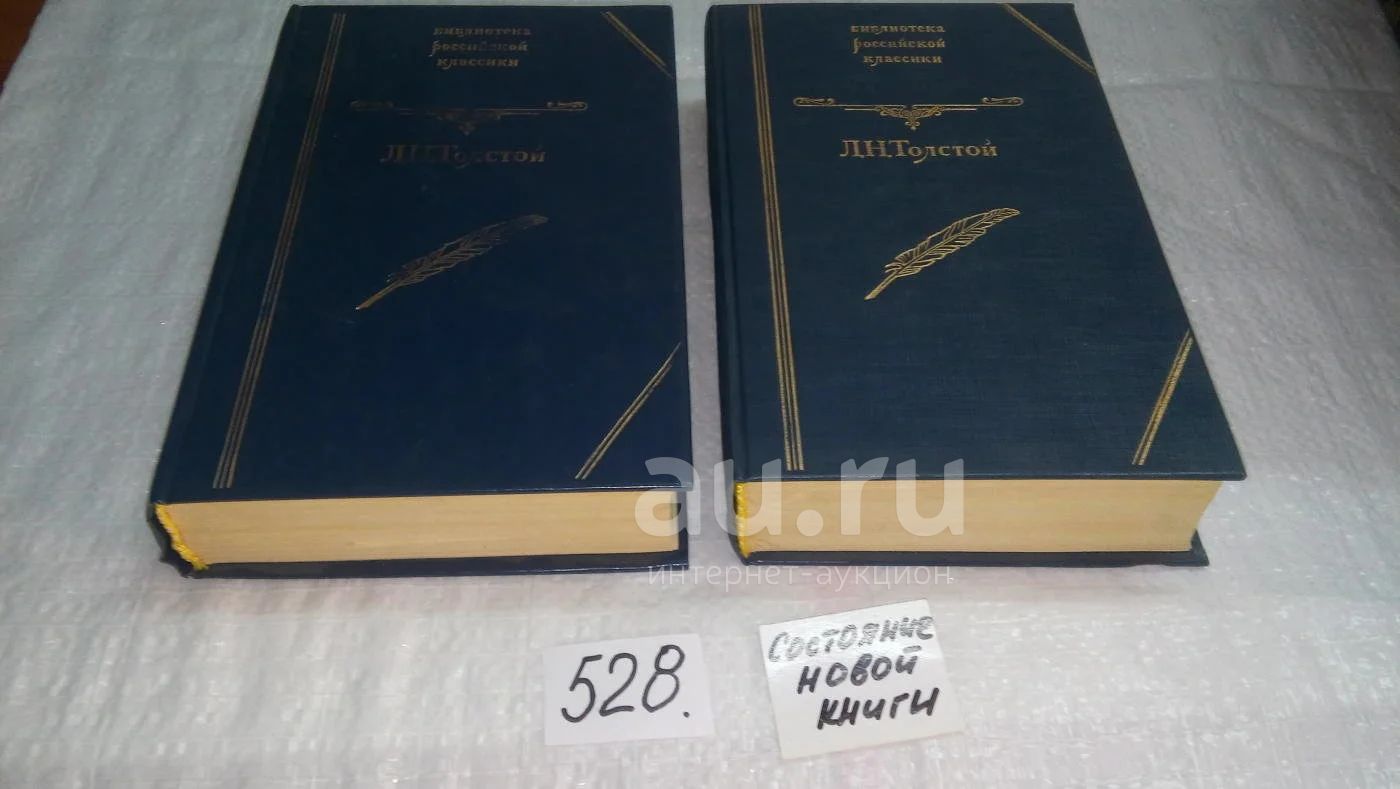 Библиотека
Российской
классики
Л.Н.Толстой
Библиотека
Российской
классики
Л.Н.Толстой
au.ru
интернет-аукцион
528.
Состояние
новой
книги